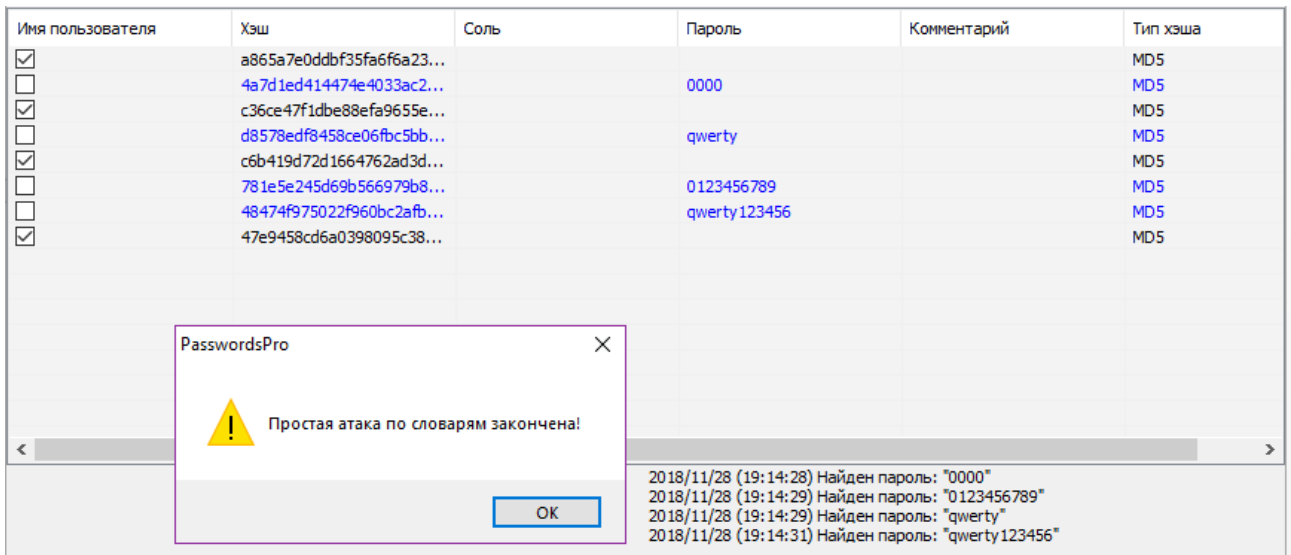 Имя пользователя Хэш Соль Пароль Комментарий Тип хэша
a865a7e0ddbf35fa6f6a23... MD5
4a7d1ed414474e4033ac2... 0000 MD5
c36ce47f1dbe88efa9655e... MD5
d8578edf8458ce06fbc5bb... qwerty MD5
c6b419d72d1664762ad3d... MD5
781e5e245d69b566979b8... 0123456789 MD5
48474f975022f960bc2afb... qwerty123456 MD5
47e9458cd6a0398095c38... MD5
PasswordsPro
Простая атака по словарям закончена!
OK
2018/11/28 (19:14:28) Найден пароль: "0000"
2018/11/28 (19:14:29) Найден пароль: "0123456789"
2018/11/28 (19:14:29) Найден пароль: "qwerty"
2018/11/28 (19:14:31) Найден пароль: "qwerty123456"